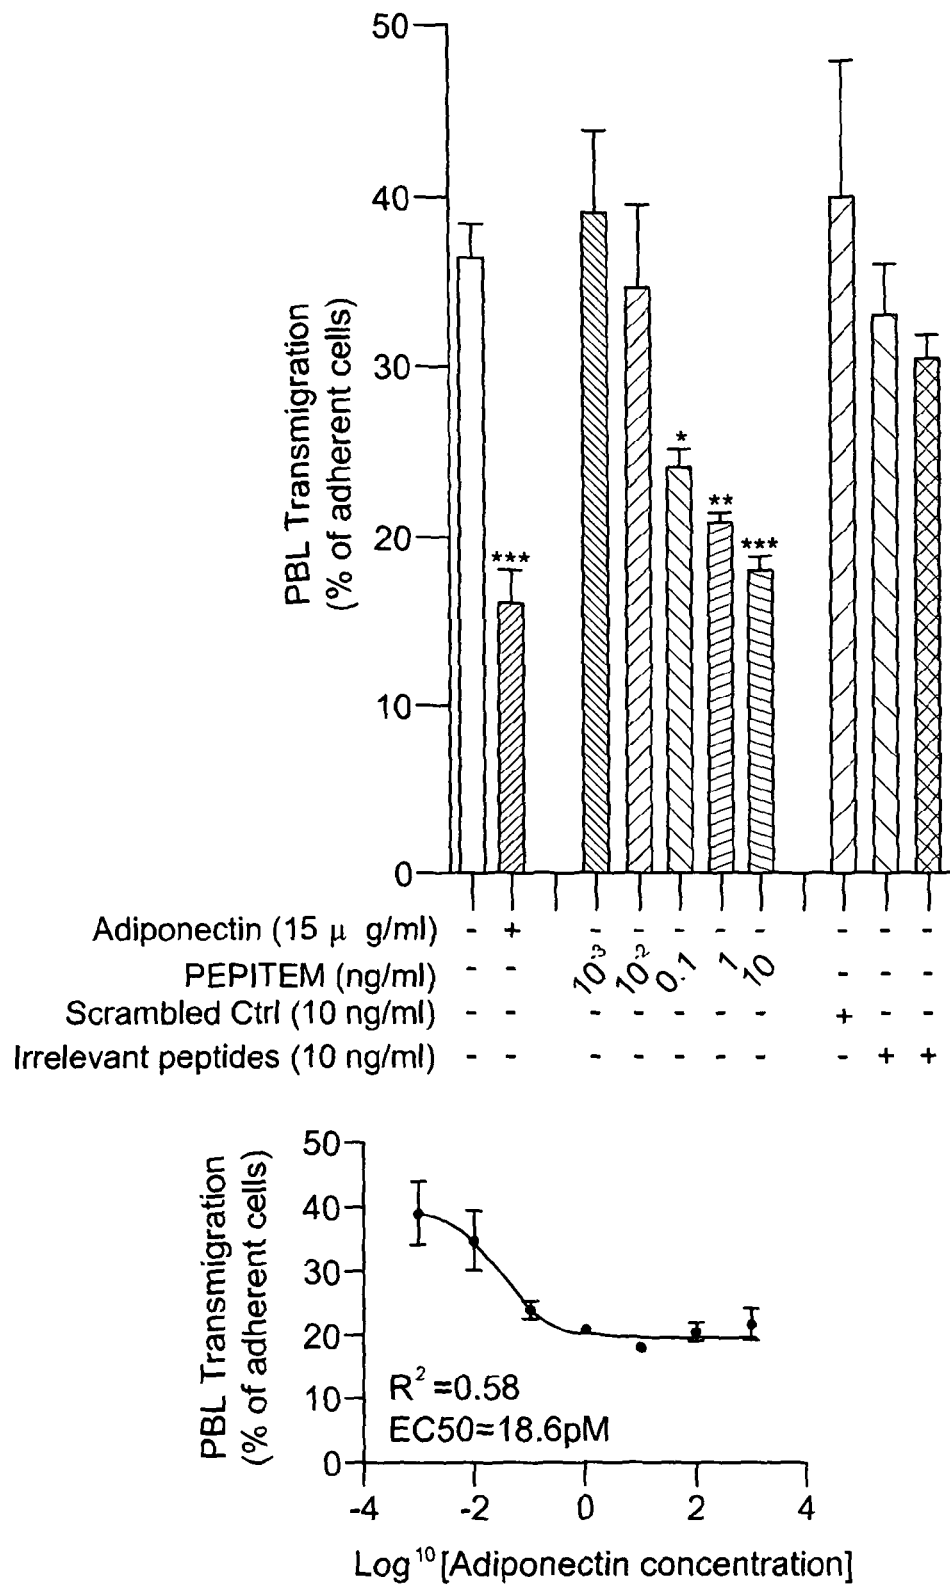 50
40
30
20
10
0
PBL Transmigration
(% of adherent cells)
***
*
**
***
Adiponectin (15 μ g/ml) - + - - - - - - - -
PEPITEM (ng/ml) - - 10-3 10-2 0.1 1 10 - - -
Scrambled Ctrl (10 ng/ml) - - - - - - - + - -
Irrelevant peptides (10 ng/ml) - - - - - - - - + +
50
40
30
20
10
0
PBL Transmigration
(% of adherent cells)
R2=0.58
EC50=18.6pM
-4 -2 0 2 4
Log10[Adiponectin concentration]